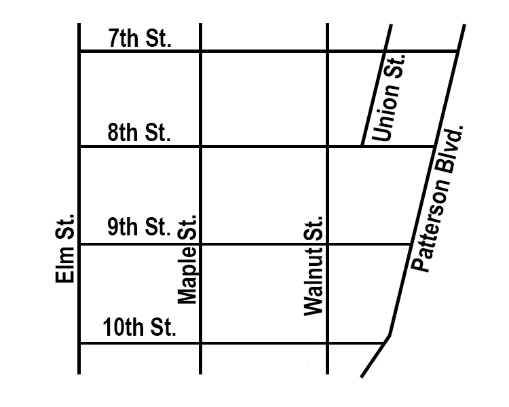 7th St.
Union St.
8th St.
Patterson Blvd.
9th St.
Elm St.
Maple St.
Walnut St.
10th St.